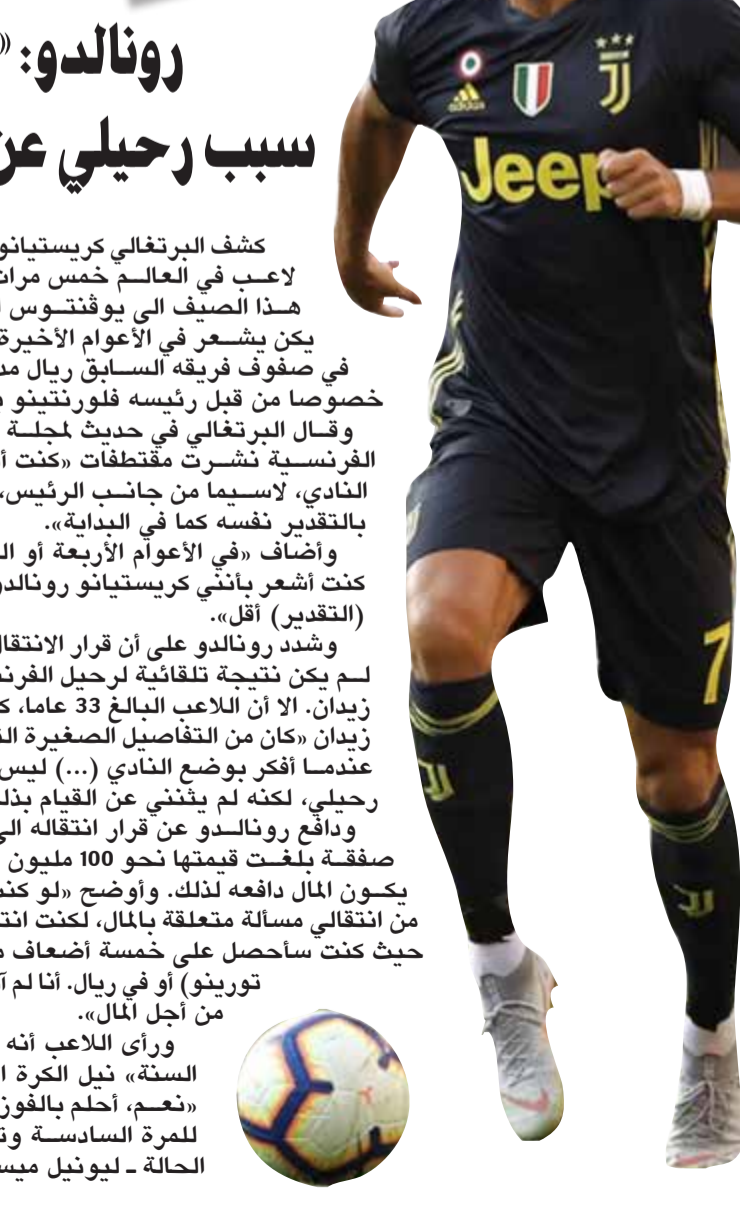 رونالدو: «
سبب رحيلي عن
كشف البرتغالي كريستيانو
لاعب في العالم خمس مرات
هذا الصيف الى يوڤنتوس
يكن يشعر في الأعوام الأخيرة
في صفوف فريقه السابق ريال
خصوصا من قبل رئيسه فلورنتينو
وقال البرتغالي في حديث لمجلة
الفرنسية نشرت مقتطفات «كنت
النادي، لاسيما من جانب الرئيس،
بالتقدير نفسه كما في البداية».
وأضاف «في الأعوام الأربعة أو
كنت أشعر بأنني كريستيانو رونالدو
(التقدير) أقل».
وشدد رونالدو على أن قرار الانتقال
لم يكن نتيجة تلقائية لرحيل
زيدان. الا أن اللاعب البالغ 33 عاما،
زيدان «كان من التفاصيل الصغيرة
عندما أفكر بوضع النادي (...) ليس
رحيلي، لكنه لم يثنني عن القيام
ودافع رونالدو عن قرار انتقاله
صفقة بلغت قيمتها نحو 100 مليون
يكون المال دافعه لذلك. وأوضح «لو
من انتقالي مسألة متعلقة بالمال، لكنت
حيث كنت سأحصل على خمسة أضعاف
تورينو) أو في ريال. أنا لم
من أجل المال».
ورأى اللاعب أنه
السنة» نيل الكرة
«نعم، أحلم بالفوز
للمرة السادسة
الحالة ـ ليونيل
adidas
Jeep
7